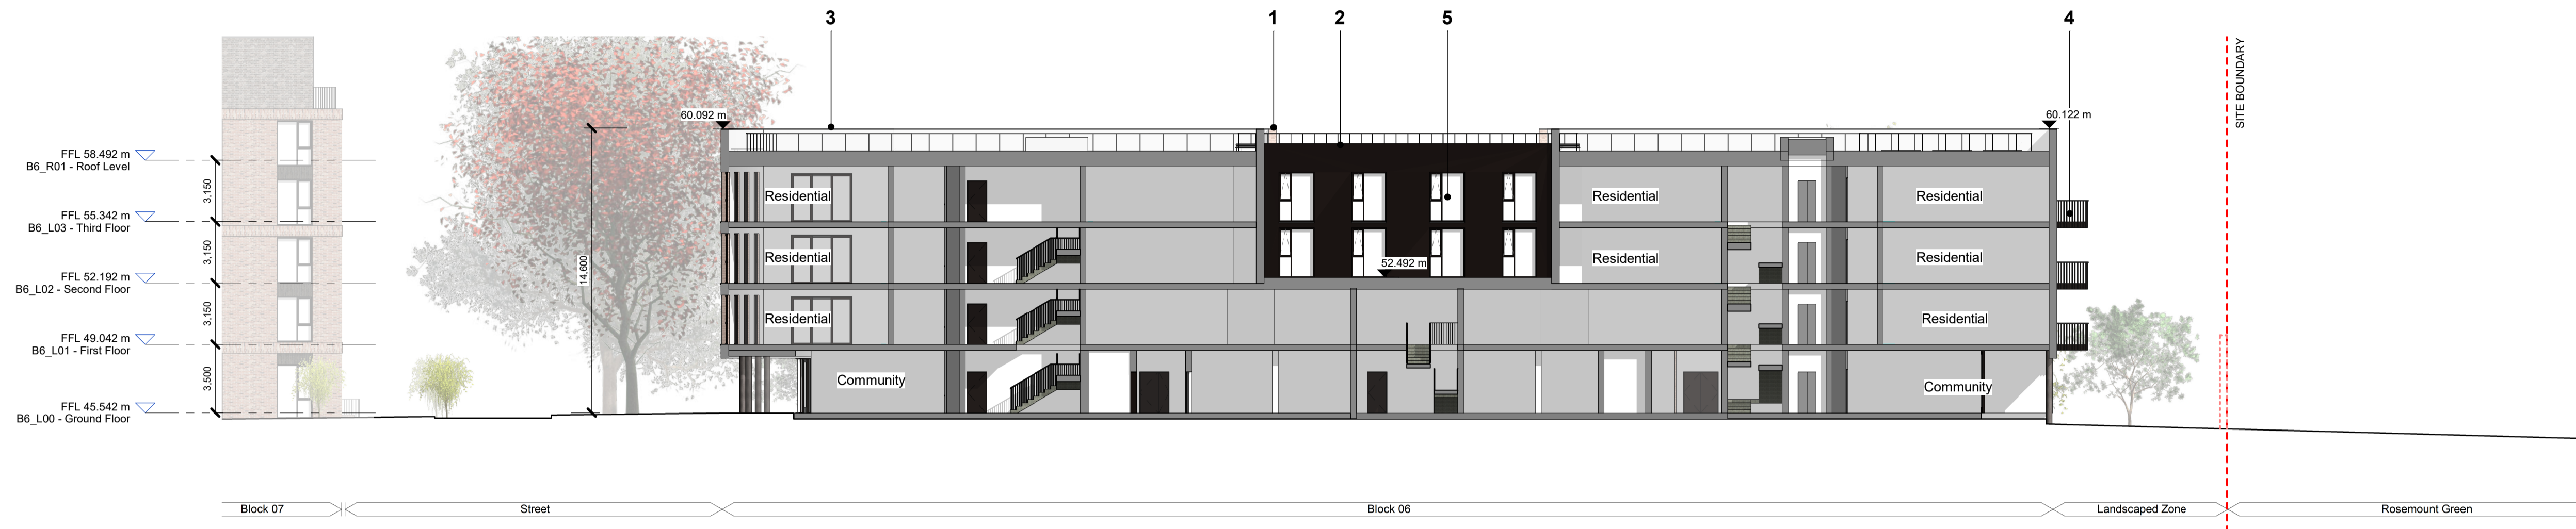 3
1
2
5
4
SITE BOUNDARY
60.092 m
60.122 m
FFL 58.492 m
B6_R01 - Roof Level
3,150
Residential
Residential
Residential
FFL 55.342 m
B6_L03 - Third Floor
3,150
Residential
Residential
Residential
FFL 52.192 m
B6_L02 - Second Floor
52.492 m
14,600
3,150
Residential
Residential
FFL 49.042 m
B6_L01 - First Floor
3,500
Community
Community
FFL 45.542 m
B6_L00 - Ground Floor
Block 07
Street
Block 06
Landscaped Zone
Rosemount Green